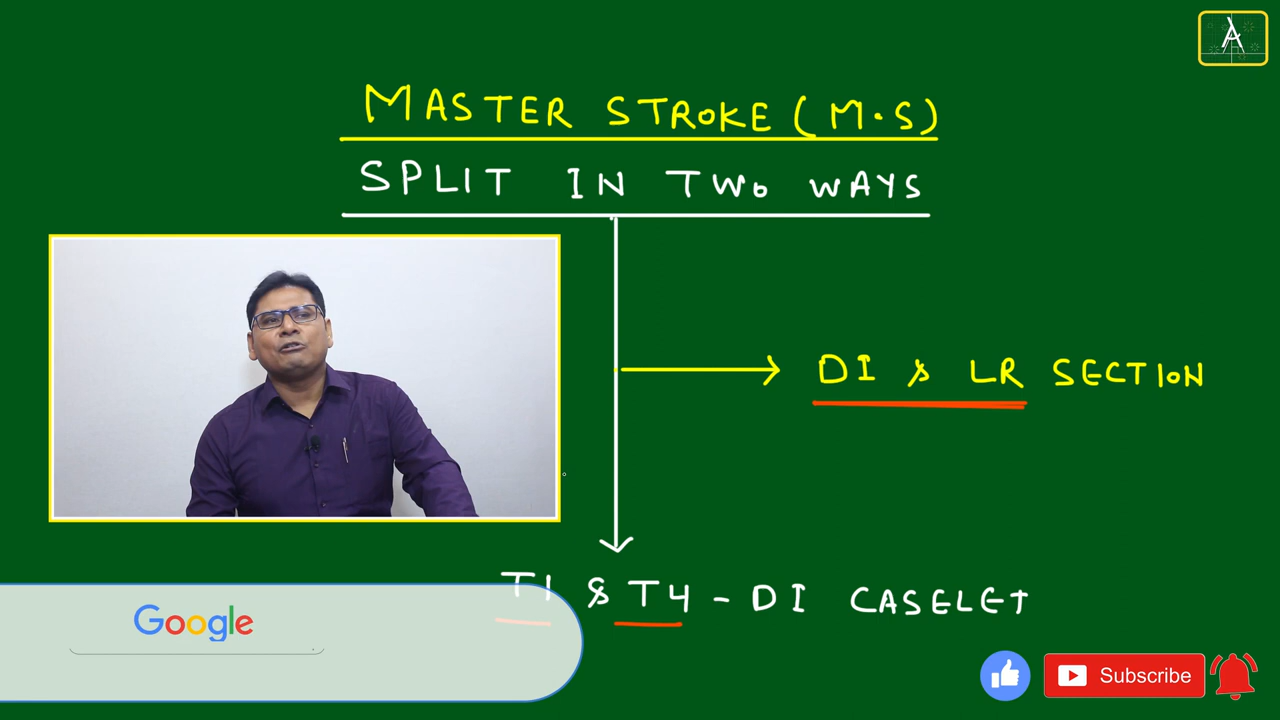 A
MASTER STROKE (M.S)
SPLIT IN TWO WAYS
DI & LR SECTION
T1 & T4 - DI CASELET
Google
Subscribe